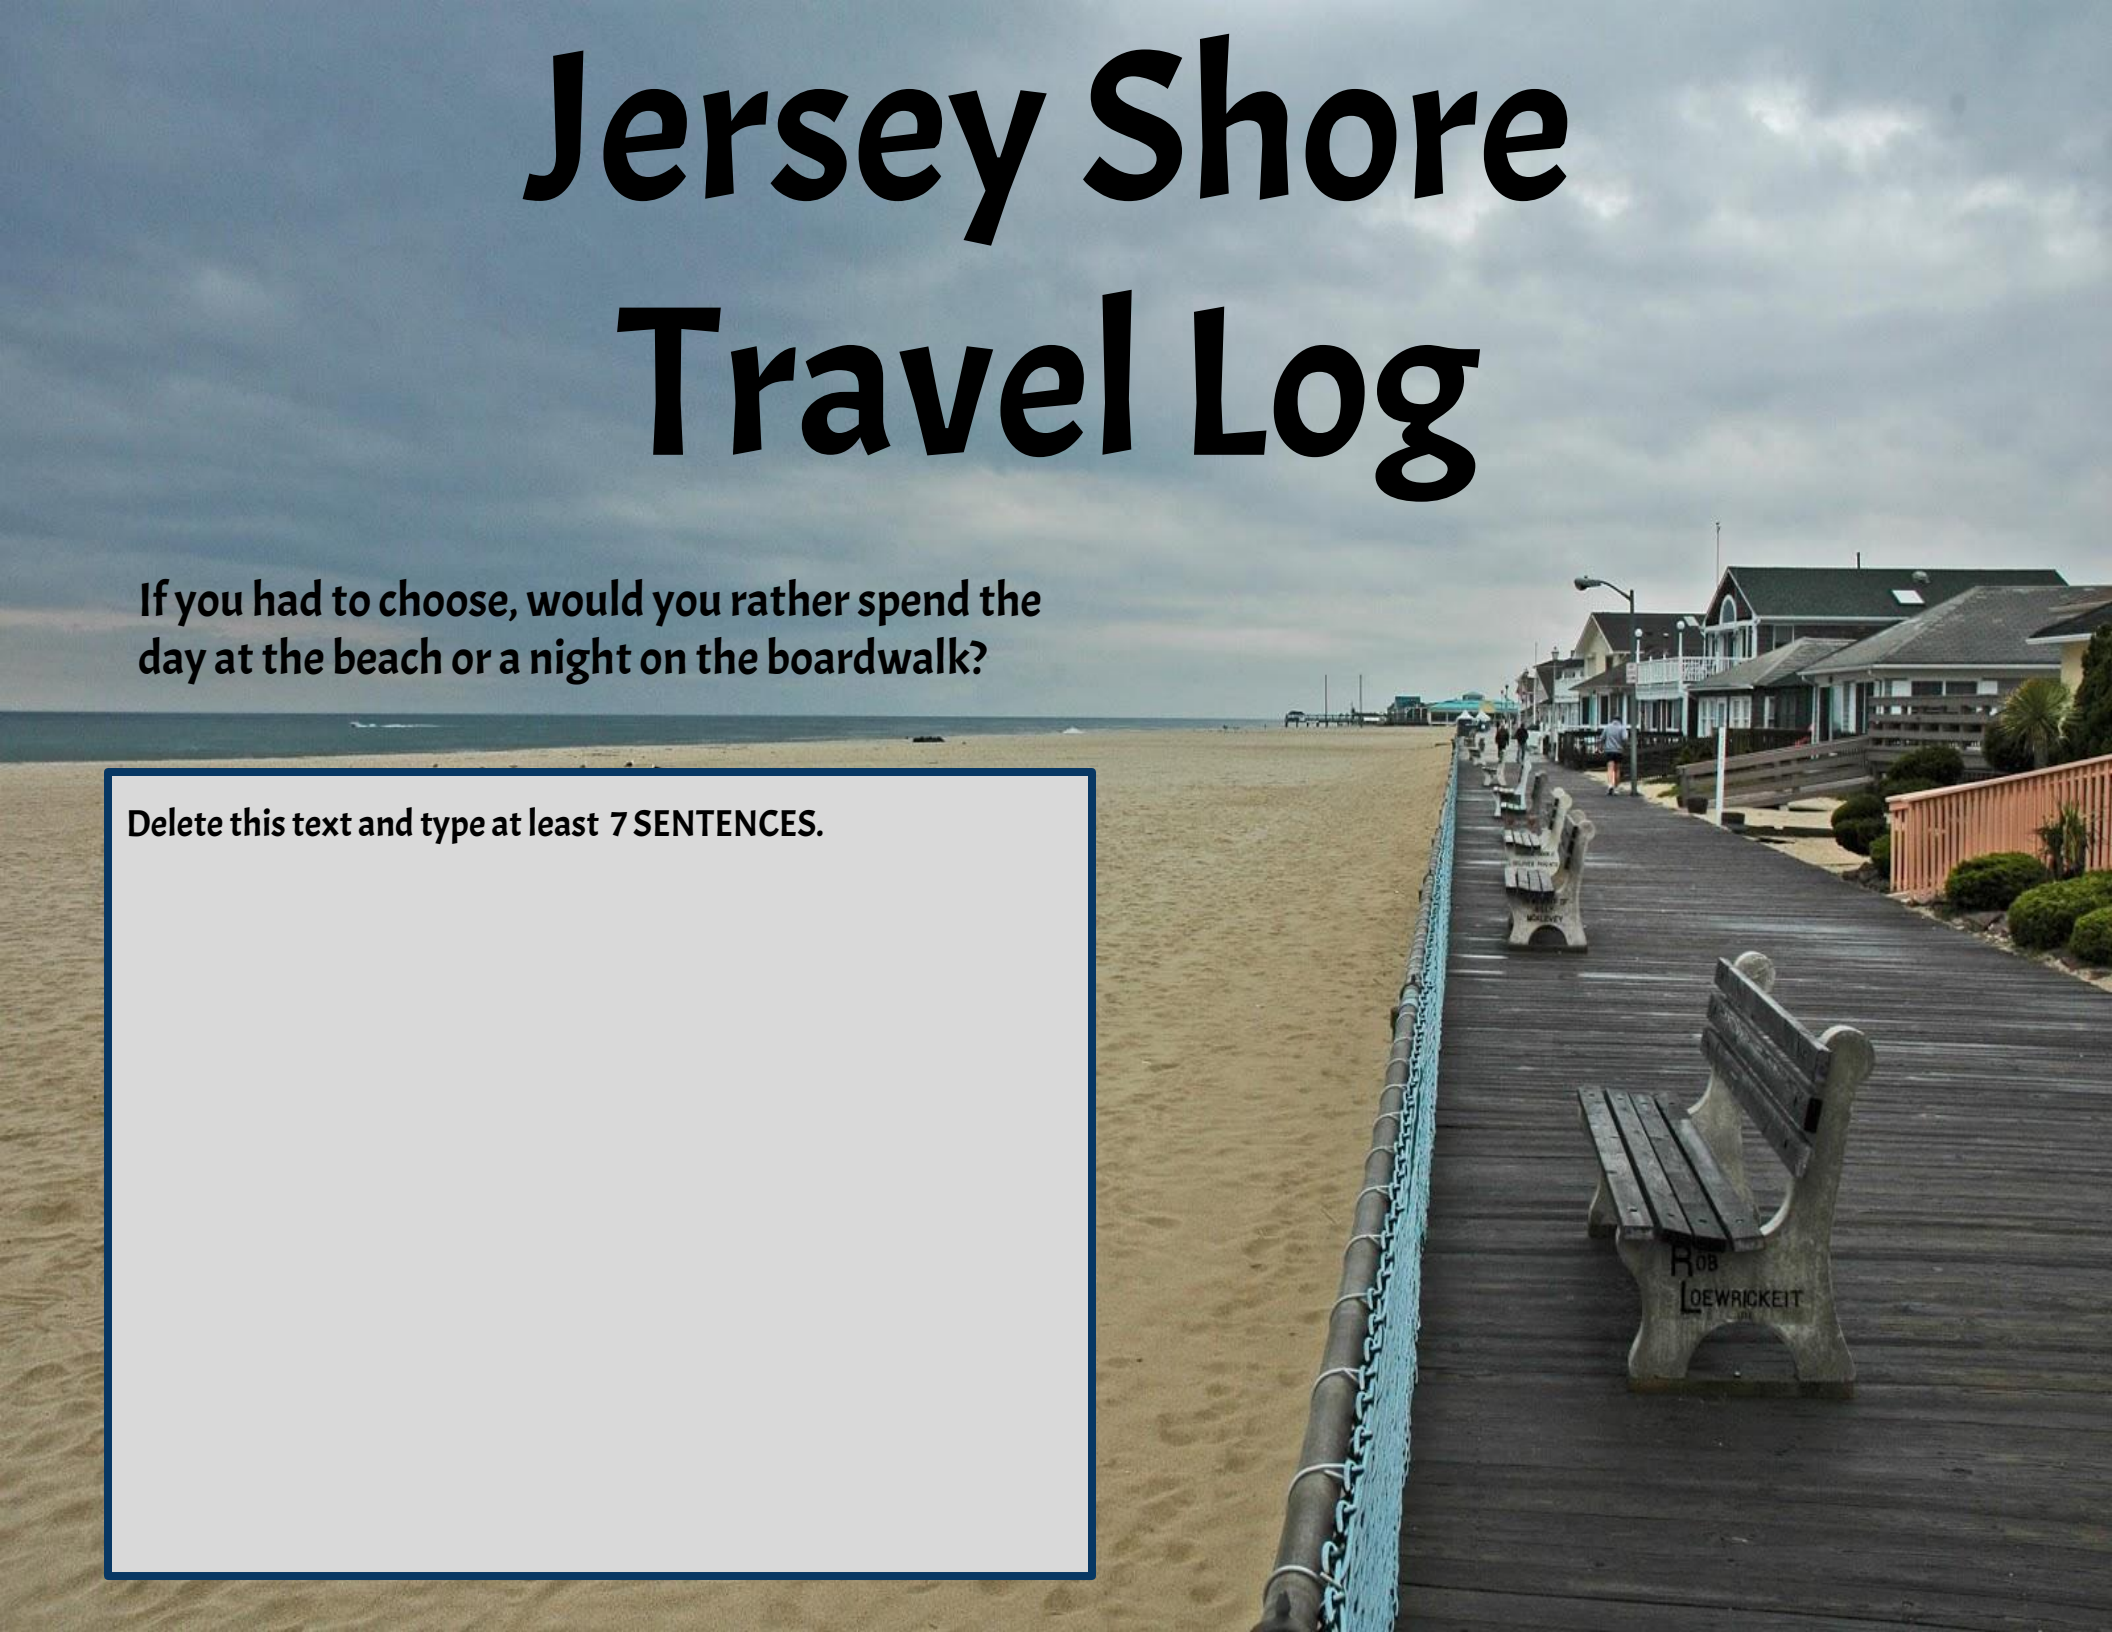 Jersey Shore
Travel Log
If you had to choose, would you rather spend the
day at the beach or a night on the boardwalk?
Delete this text and type at least 7 SENTENCES.
MCALEVEY
ROB
LOEWRICKEIT